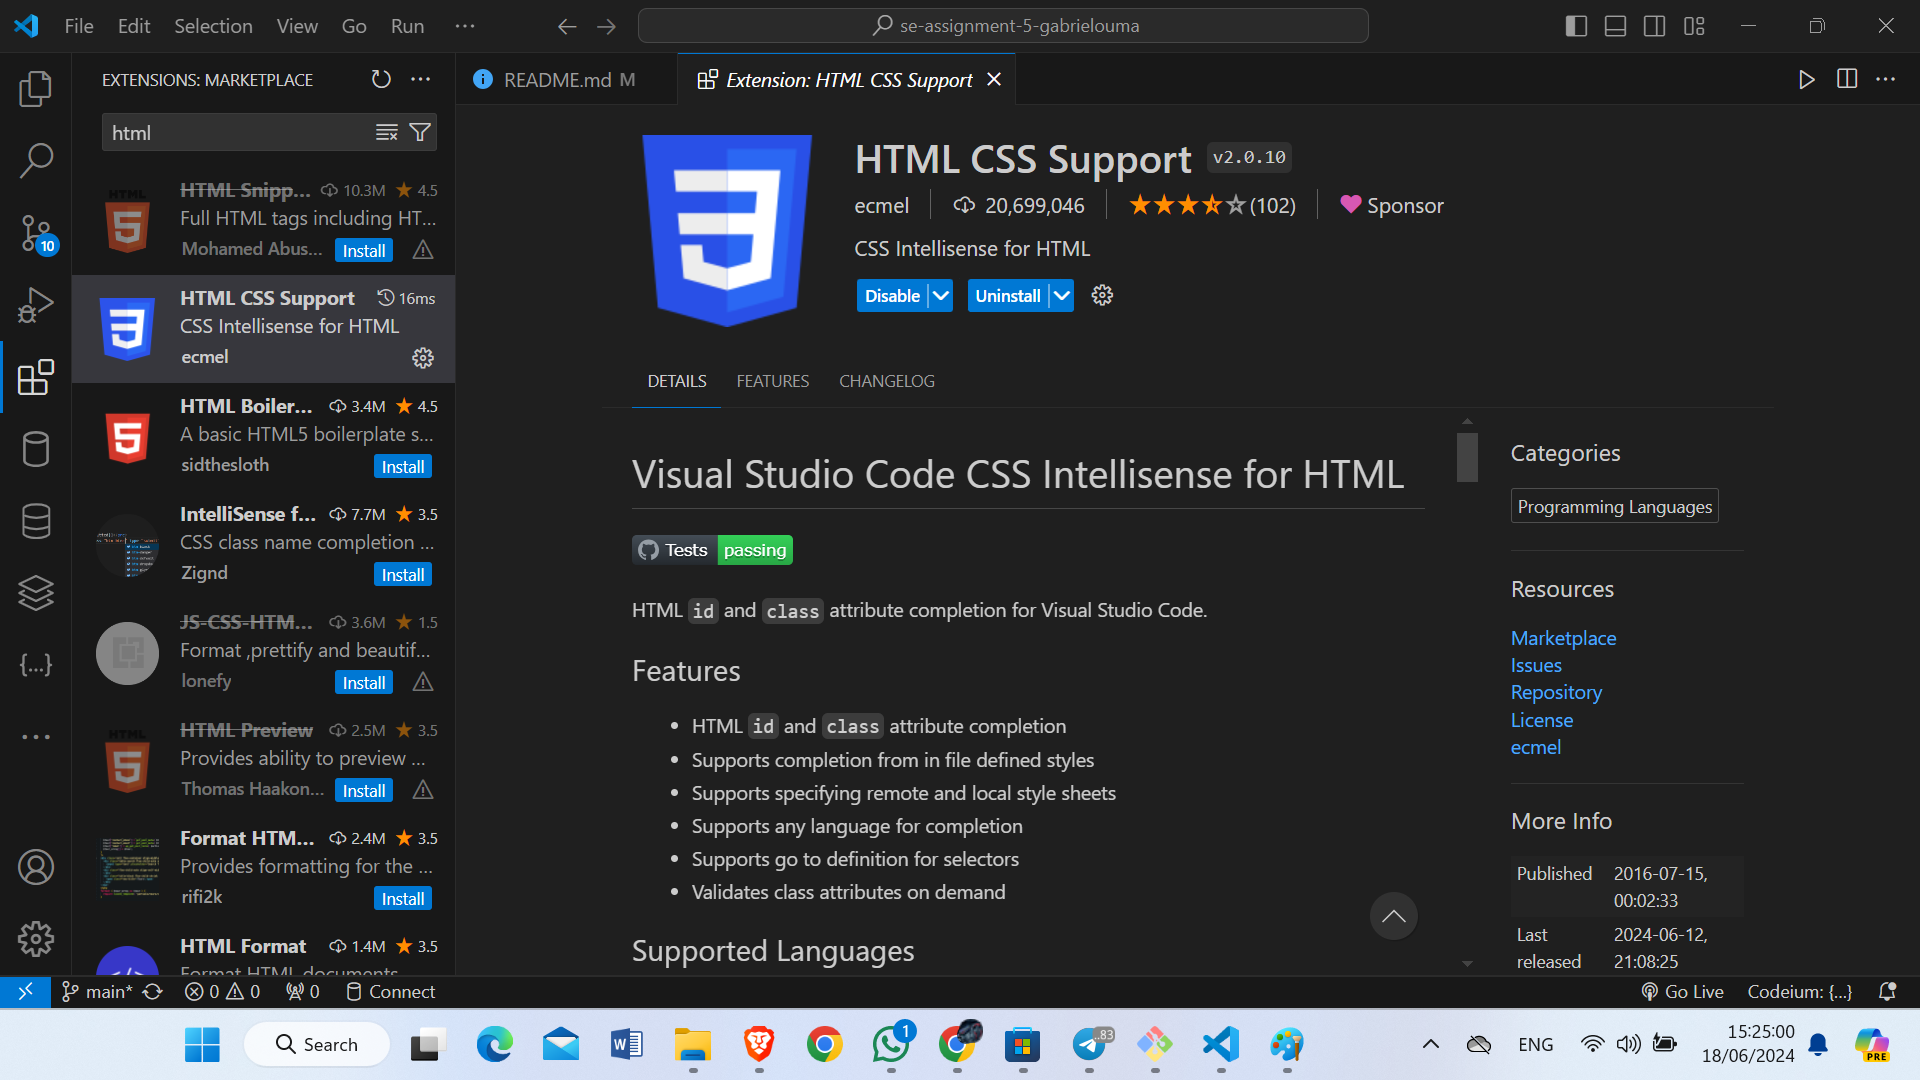 File Edit Selection View Go Run
se-assignment-5-gabrielouma
EXTENSIONS: MARKETPLACE
README.md M
Extension: HTML CSS Support
html
HTML Snipp... 10.3M 4.5
Full HTML tags including HT...
Mohamed Abus... Install
HTML CSS Support 16ms
CSS Intellisense for HTML
ecmel
HTML Boiler... 3.4M 4.5
A basic HTML5 boilerplate s...
sidthesloth Install
IntelliSense f... 7.7M 3.5
CSS class name completion ...
Zignd Install
JS-CSS-HTM... 3.6M 1.5
Format ,prettify and beautif...
lonefy Install
HTML Preview 2.5M 3.5
Provides ability to preview ...
Thomas Haakon... Install
Format HTM... 2.4M 3.5
Provides formatting for the ...
rifi2k Install
HTML Format 1.4M 3.5
Format HTML documents
10
HTML CSS Support v2.0.10
ecmel 20,699,046 (102) Sponsor
CSS Intellisense for HTML
Disable Uninstall
DETAILS FEATURES CHANGELOG
Visual Studio Code CSS Intellisense for HTML
Tests passing
HTML id and class attribute completion for Visual Studio Code.
Features
• HTML id and class attribute completion
• Supports completion from in file defined styles
• Supports specifying remote and local style sheets
• Supports any language for completion
• Supports go to definition for selectors
• Validates class attributes on demand
Supported Languages
Categories
Programming Languages
Resources
Marketplace
Issues
Repository
License
ecmel
More Info
Published 2016-07-15,
00:02:33
Last 2024-06-12,
released 21:08:25
main* 0 0 0 Connect
Go Live Codeium: {...}
Search
1
.83
ENG
15:25:00
18/06/2024
PRE